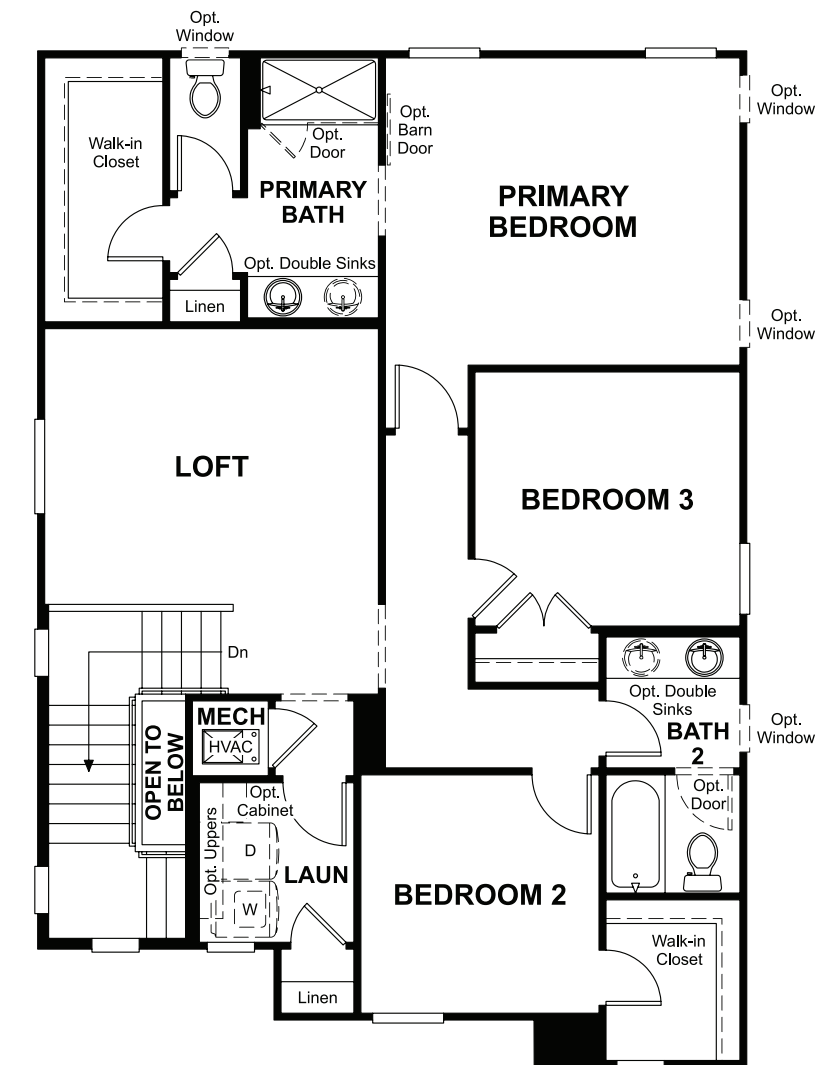 Opt.
Window
Walk-in
Closet
Opt.
Door
Opt.
Barn
Door
Opt.
Window
PRIMARY
BATH
PRIMARY
BEDROOM
Opt. Double Sinks
Linen
Opt.
Window
LOFT
BEDROOM 3
Dn
Opt. Double
Sinks
MECH
HVAC
BATH
2
Opt.
Window
OPEN TO
BELOW
Opt.
Cabinet
Opt. Uppers
D
LAUN
W
Opt.
Door
BEDROOM 2
Walk-in
Closet
Linen